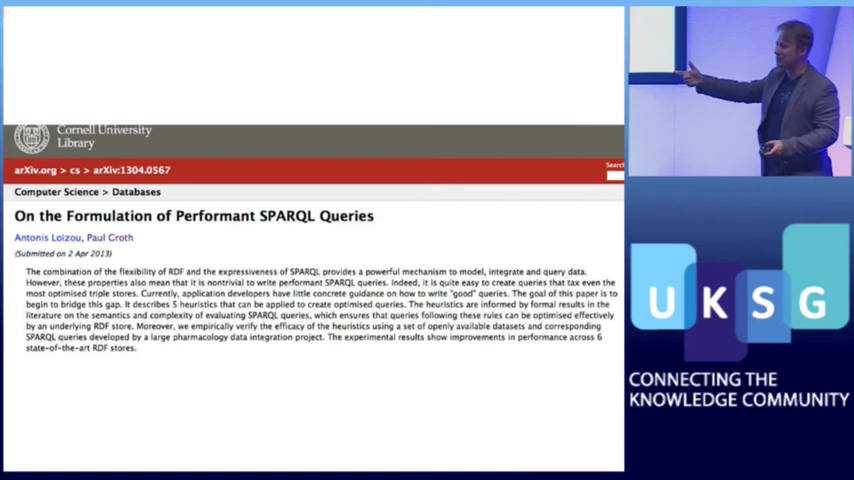 Cornell University
Library
Search
arXiv.org > cs > arXiv:1304.0567
Computer Science > Databases
On the Formulation of Performant SPARQL Queries
Antonis Loizou, Paul Groth
(Submitted on 2 Apr 2013)
The combination of the flexibility of RDF and the expressiveness of SPARQL provides a powerful mechanism to model, integrate and query data.
However, these properties also mean that it is nontrivial to write performant SPARQL queries. Indeed, it is quite easy to create queries that tax even the
most optimised triple stores. Currently, application developers have little concrete guidance on how to write "good" queries. The goal of this paper is to
begin to bridge this gap. It describes 5 heuristics that can be applied to create optimised queries. The heuristics are informed by formal results in the
literature on the semantics and complexity of evaluating SPARQL queries, which ensures that queries following these rules can be optimised effectively
by an underlying RDF store. Moreover, we empirically verify the efficacy of the heuristics using a set of openly available datasets and corresponding
SPARQL queries developed by a large pharmacology data integration project. The experimental results show improvements in performance across 6
state-of-the-art RDF stores.
UKSG
CONNECTING THE
KNOWLEDGE COMMUNITY